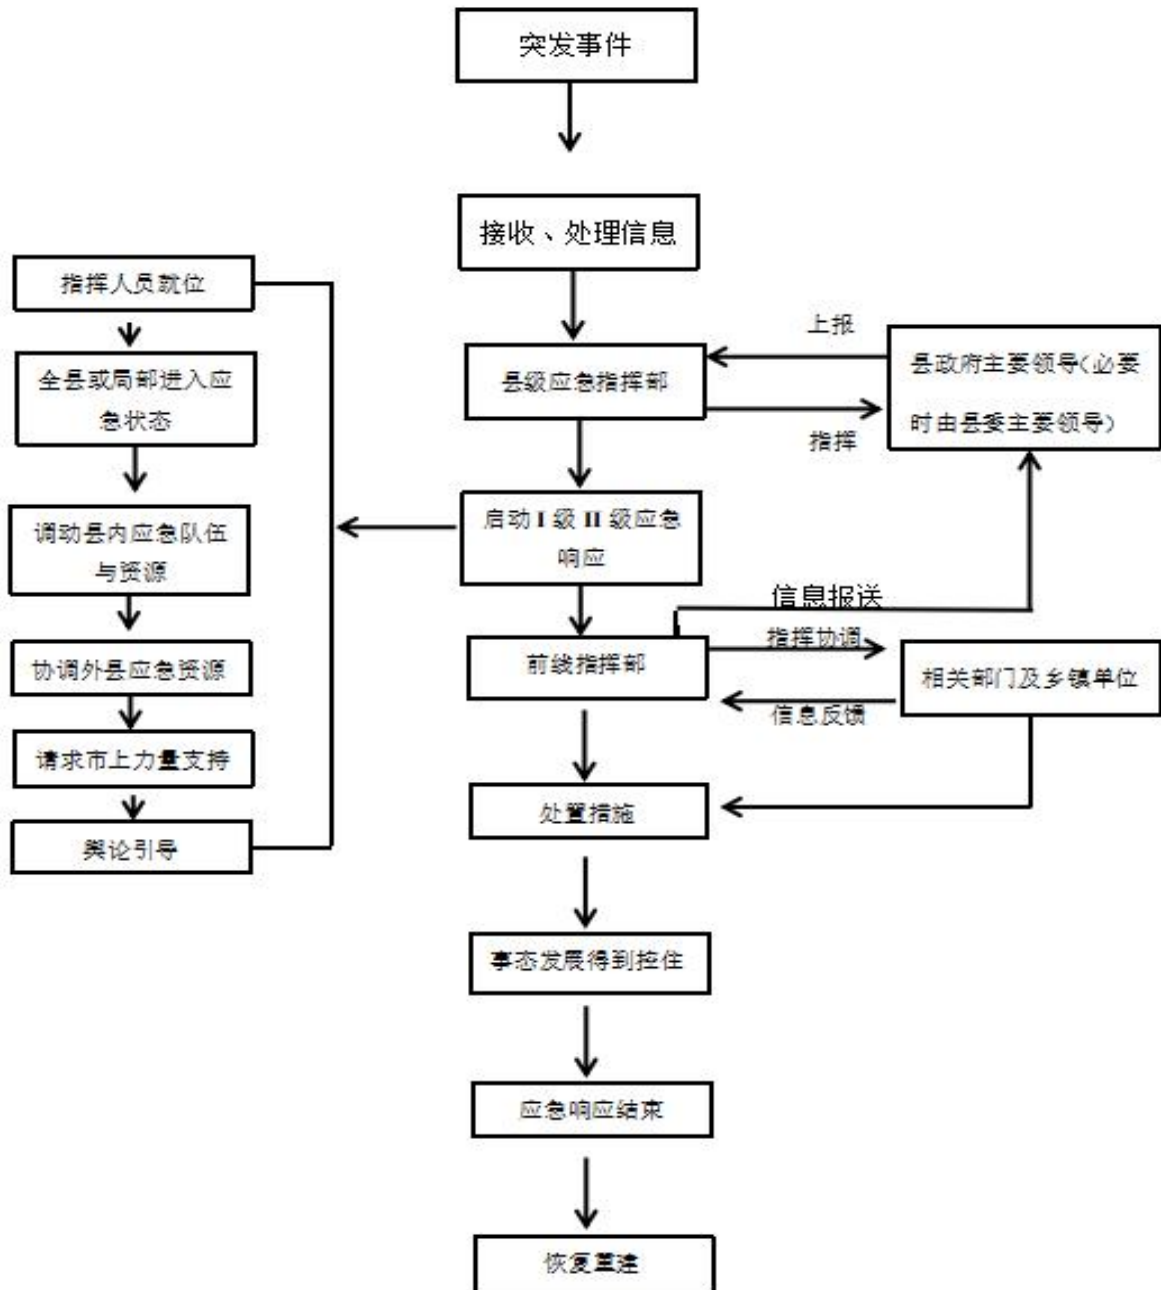 突发事件
接收、处理信息
指挥人员就位
全县或局部进入应
急状态
调动县内应急队伍
与资源
协调外县应急资源
请求市上力量支持
舆论引导
县级应急指挥部
上报
指挥
县政府主要领导(必要
时由县委主要领导)
启动 I 级 II 级应急
响应
信息报送
前线指挥部
指挥协调
信息反馈
相关部门及乡镇单位
处置措施
事态发展得到控住
应急响应结束
恢复重建